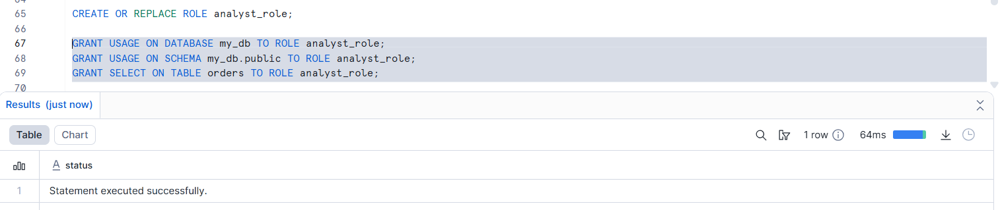 64
65 CREATE OR REPLACE ROLE analyst_role;
66
67 GRANT USAGE ON DATABASE my_db TO ROLE analyst_role;
68 GRANT USAGE ON SCHEMA my_db.public TO ROLE analyst_role;
69 GRANT SELECT ON TABLE orders TO ROLE analyst_role;
70
Results (just now)
Table Chart 1 row 64ms
A status
1 Statement executed successfully.